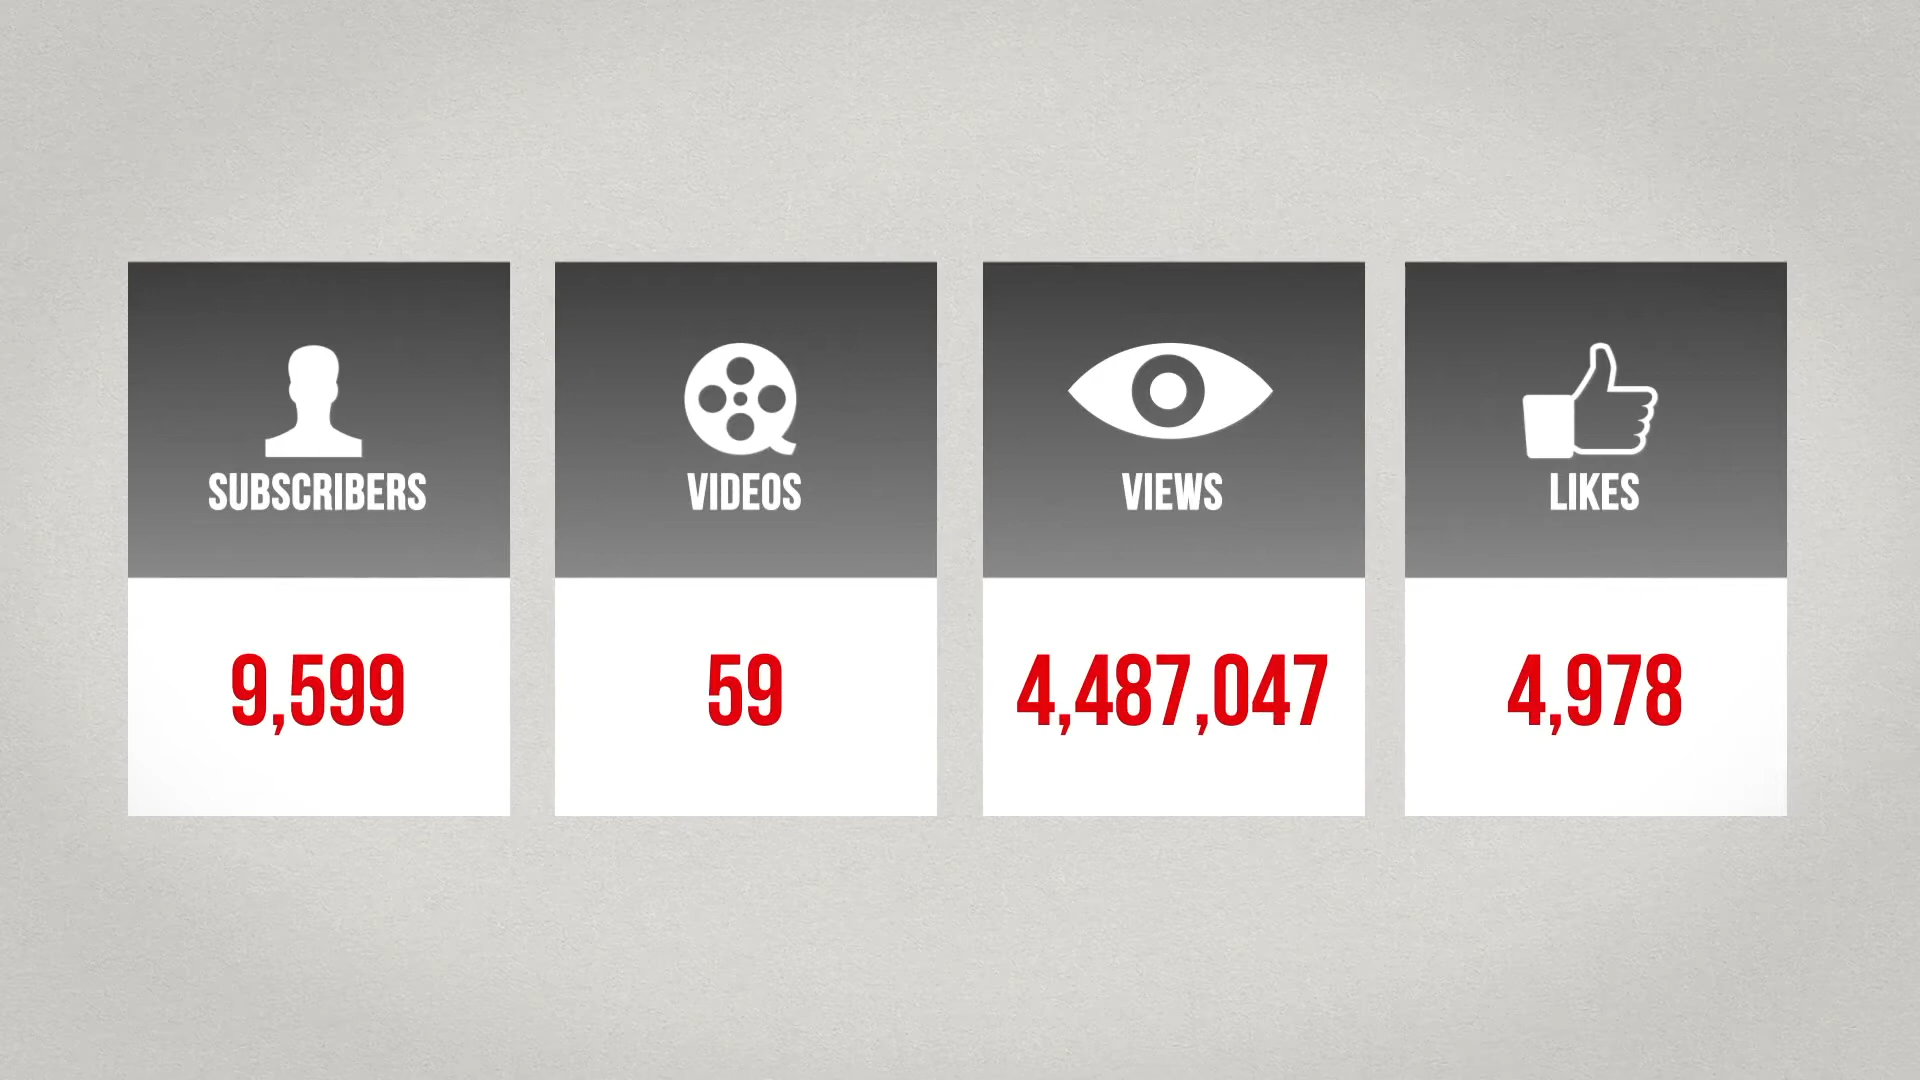 SUBSCRIBERS
9,599
VIDEOS
59
VIEWS
4,487,047
LIKES
4,978